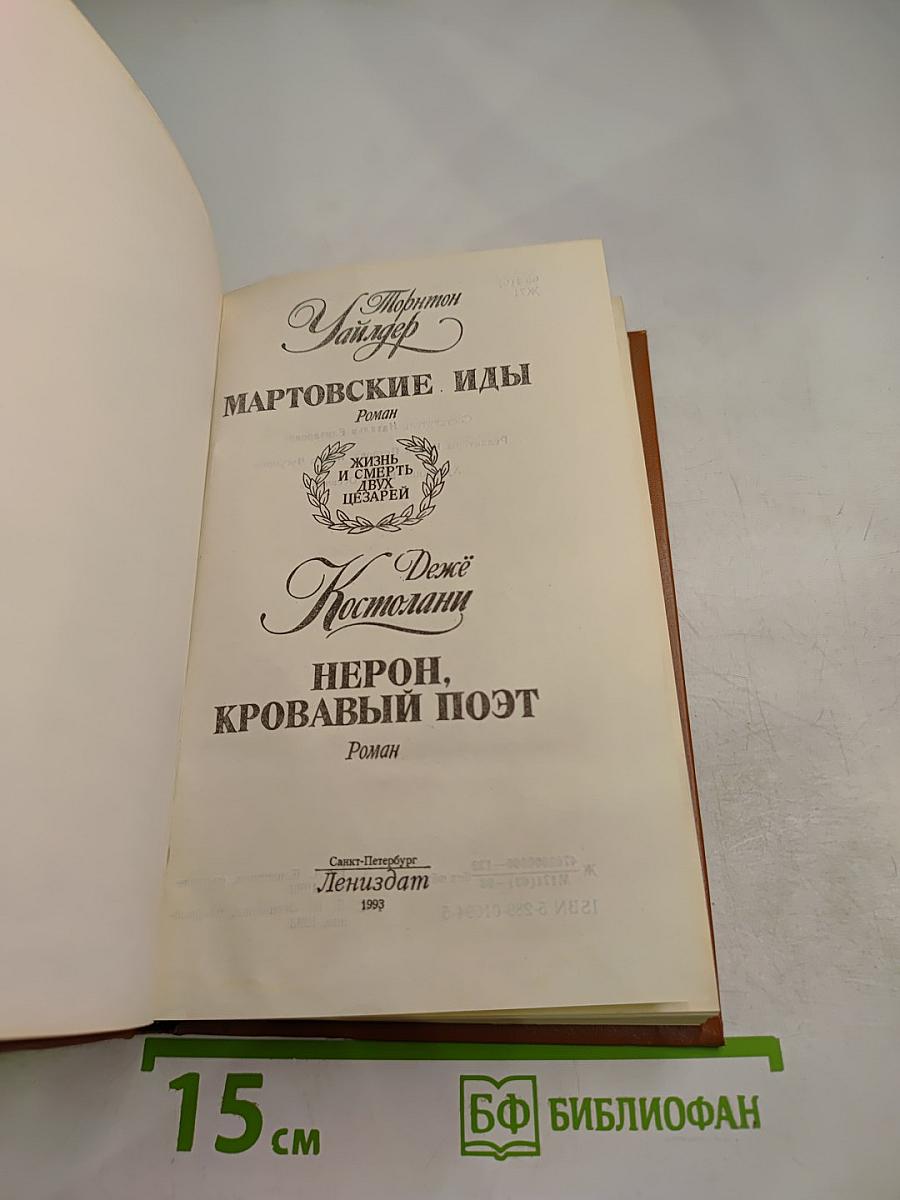 Торнтон
Уайлдер
МАРТОВСКИЕ ИДЫ
Роман
ЖИЗНЬ
И СМЕРТЬ
ДВУХ
ЦЕЗАРЕЙ
Дежё
Костолани
НЕРОН,
КРОВАВЫЙ ПОЭТ
Роман
Санкт-Петербург
Лениздат
1993
15 см
БФ БИБЛИОФАН